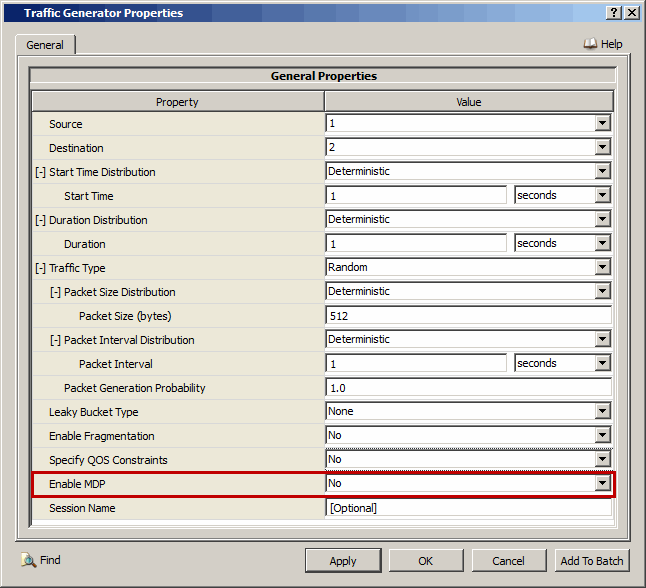 Traffic Generator Properties
General
Help
General Properties
Property Value
Source 1
Destination 2
[-] Start Time Distribution Deterministic
Start Time 1 seconds
[-] Duration Distribution Deterministic
Duration 1 seconds
[-] Traffic Type Random
[-] Packet Size Distribution Deterministic
Packet Size (bytes) 512
[-] Packet Interval Distribution Deterministic
Packet Interval 1 seconds
Packet Generation Probability 1.0
Leaky Bucket Type None
Enable Fragmentation No
Specify QOS Constraints No
Enable MDP No
Session Name [Optional]
Find Apply OK Cancel Add To Batch